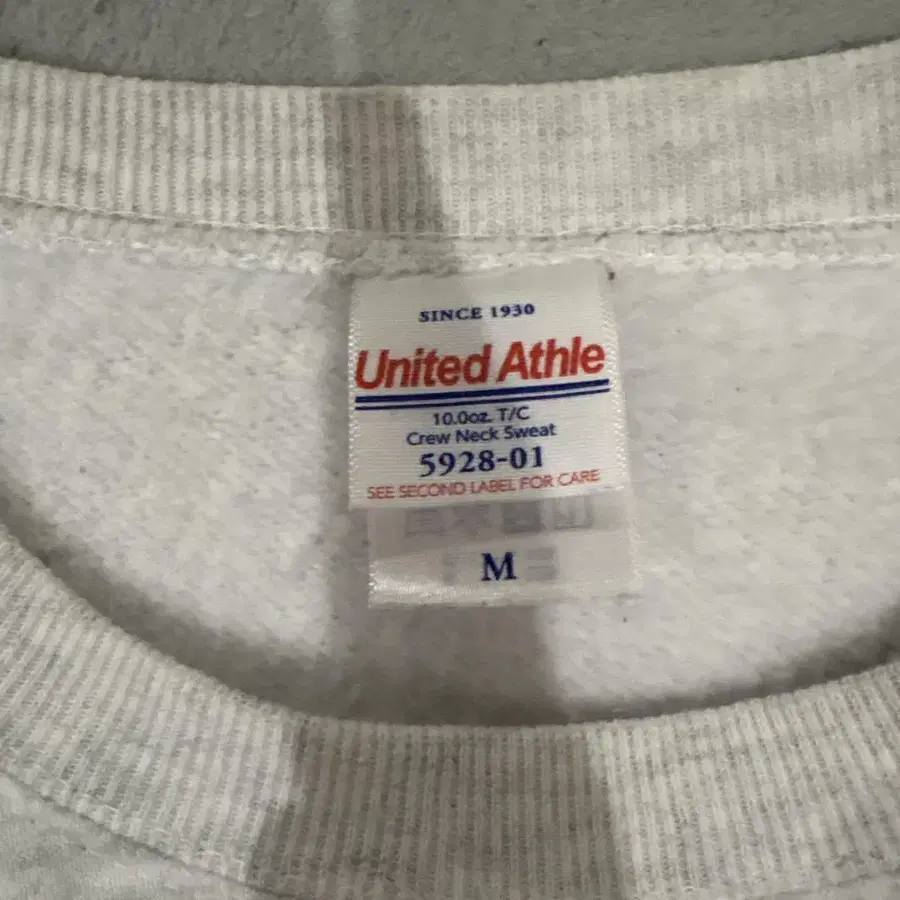 SINCE 1930
United Athle
10.0oz. T/C
Crew Neck Sweat
5928-01
SEE SECOND LABEL FOR CARE
M